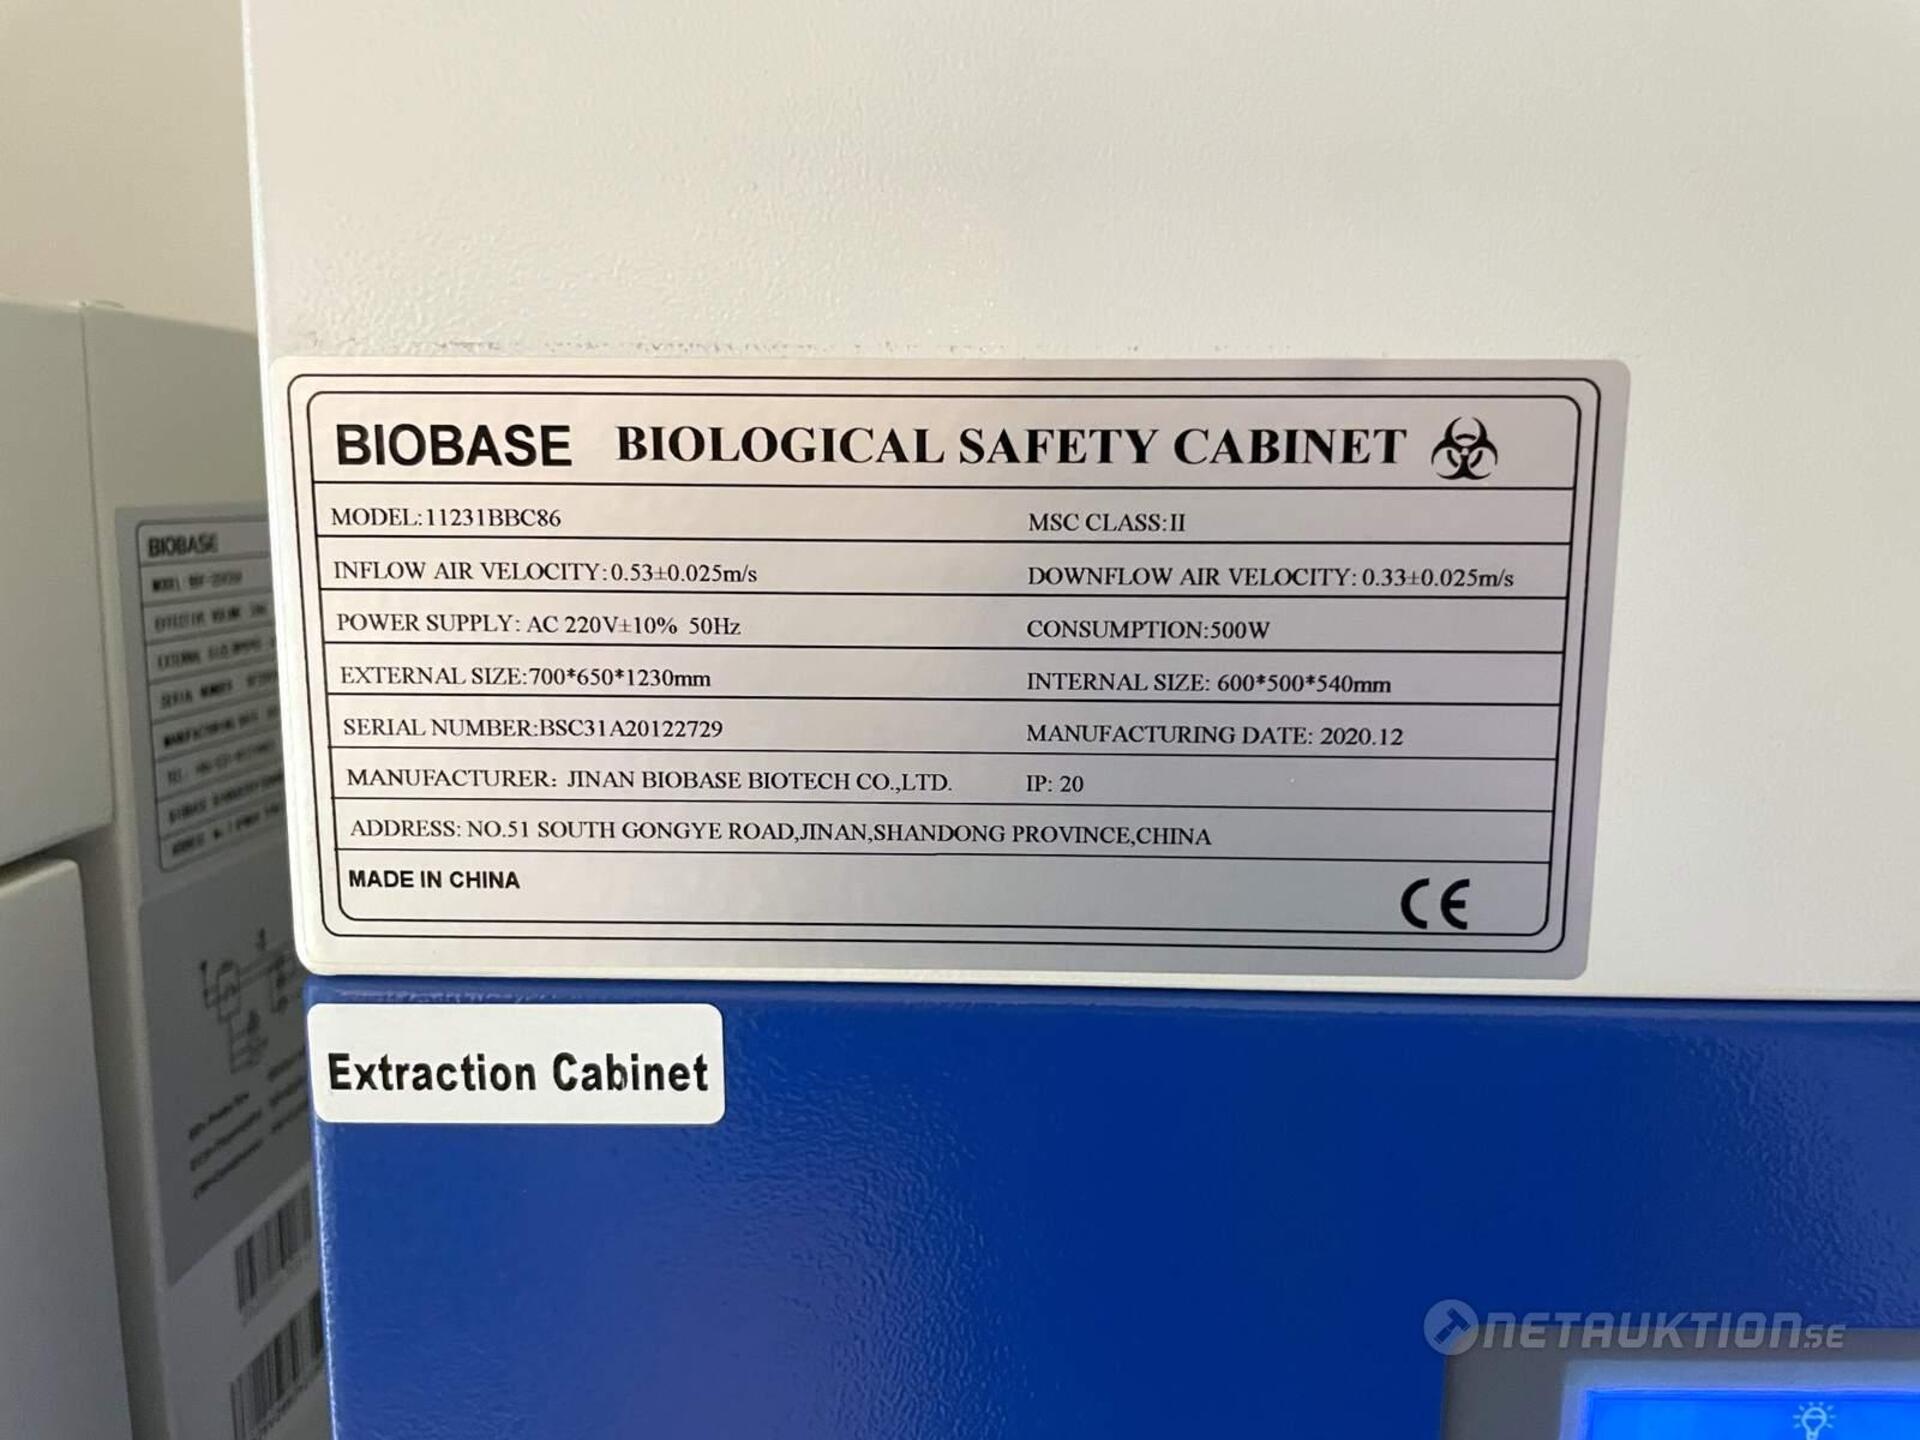 BIOBASE BIOLOGICAL SAFETY CABINET
MODEL:11231BBC86 MSC CLASS:II
INFLOW AIR VELOCITY:0.53±0.025m/s DOWNFLOW AIR VELOCITY:0.33±0.025m/s
POWER SUPPLY: AC 220V±10% 50Hz CONSUMPTION:500W
EXTERNAL SIZE:700*650*1230mm INTERNAL SIZE: 600*500*540mm
SERIAL NUMBER:BSC31A20122729 MANUFACTURING DATE: 2020.12
MANUFACTURER: JINAN BIOBASE BIOTECH CO.,LTD. IP: 20
ADDRESS: NO.51 SOUTH GONGYE ROAD,JINAN,SHANDONG PROVINCE,CHINA
MADE IN CHINA CE
Extraction Cabinet
BIOBASE
NETAUKTION.SE